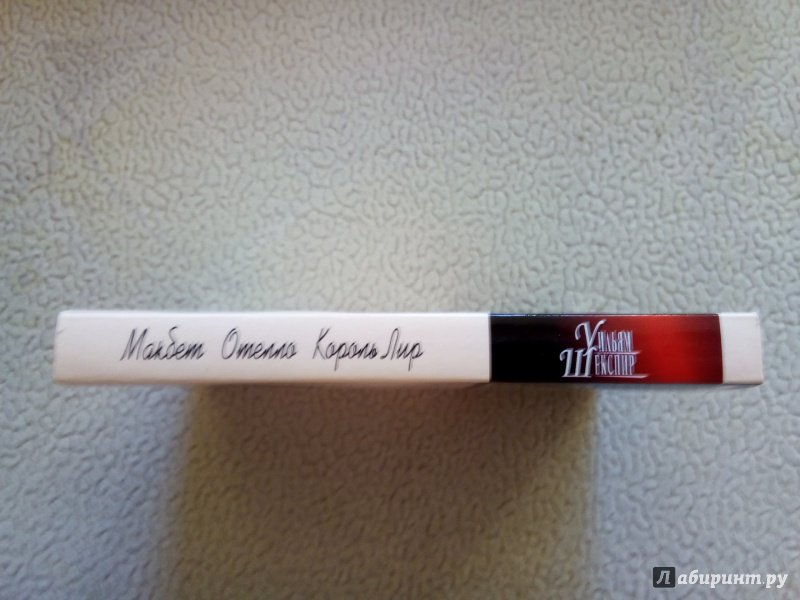 Макбет Отелло Король Лир
Уильям
Шекспир
Лабиринт.ру